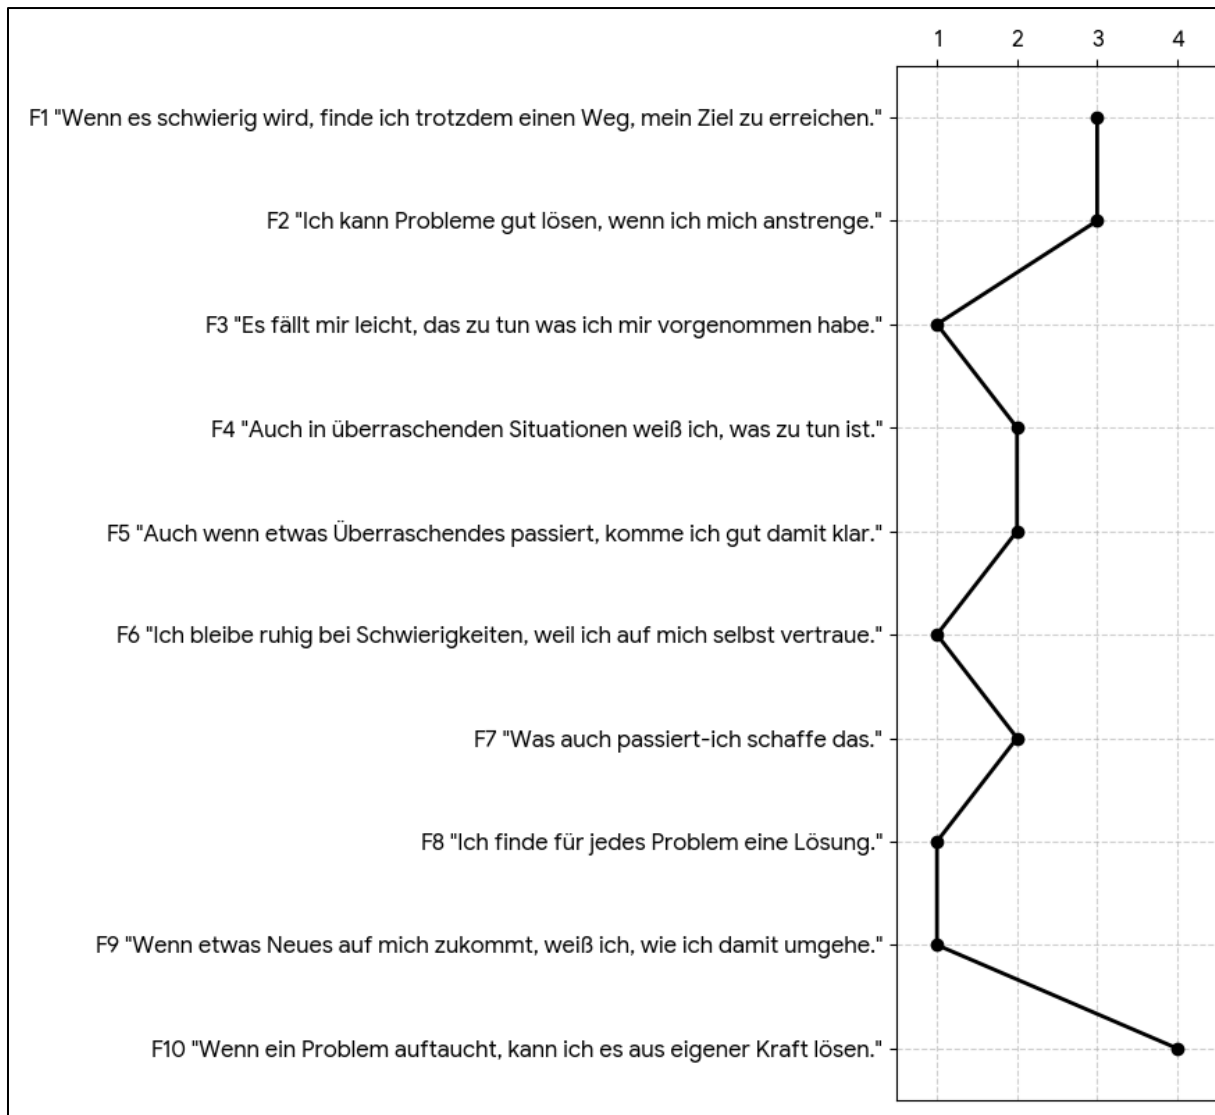 1 2 3 4
F1 "Wenn es schwierig wird, finde ich trotzdem einen Weg, mein Ziel zu erreichen."
F2 "Ich kann Probleme gut lösen, wenn ich mich anstrenge."
F3 "Es fällt mir leicht, das zu tun was ich mir vorgenommen habe."
F4 "Auch in überraschenden Situationen weiß ich, was zu tun ist."
F5 "Auch wenn etwas Überraschendes passiert, komme ich gut damit klar."
F6 "Ich bleibe ruhig bei Schwierigkeiten, weil ich auf mich selbst vertraue."
F7 "Was auch passiert-ich schaffe das."
F8 "Ich finde für jedes Problem eine Lösung."
F9 "Wenn etwas Neues auf mich zukommt, weiß ich, wie ich damit umgehe."
F10 "Wenn ein Problem auftaucht, kann ich es aus eigener Kraft lösen."